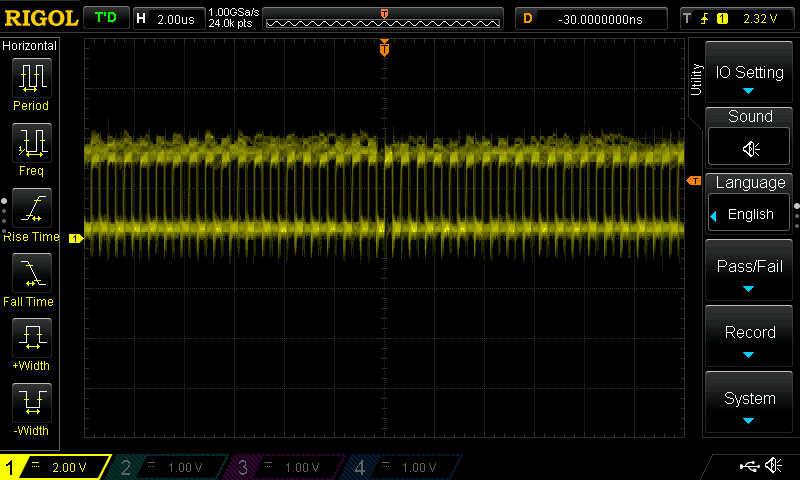 RIGOL T'D H 2.00us 1.00GSa/s 24.0k pts T D -30.0000000ns T 1 2.32 V
Horizontal
Period
Freq
Rise Time
Fall Time
+Width
-Width
T
T
1
Utility
IO Setting
Sound
Language
English
Pass/Fail
Record
System
1 2.00 V 2 1.00 V 3 1.00 V 4 1.00 V